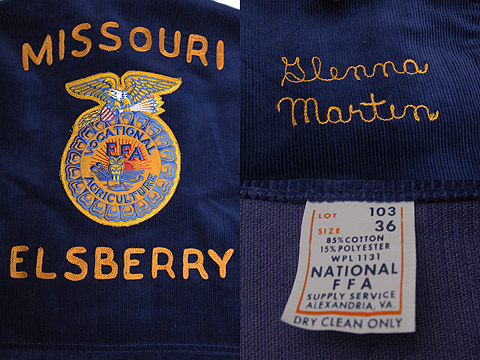 MISSOURI
VOCATIONAL
FFA
AGRICULTURE
ELSBERRY
Glenna
Martin
LOT 103
SIZE 36
85% COTTON
15% POLYESTER
WPL 1131
NATIONAL
FFA
SUPPLY SERVICE
ALEXANDRIA, VA.
DRY CLEAN ONLY